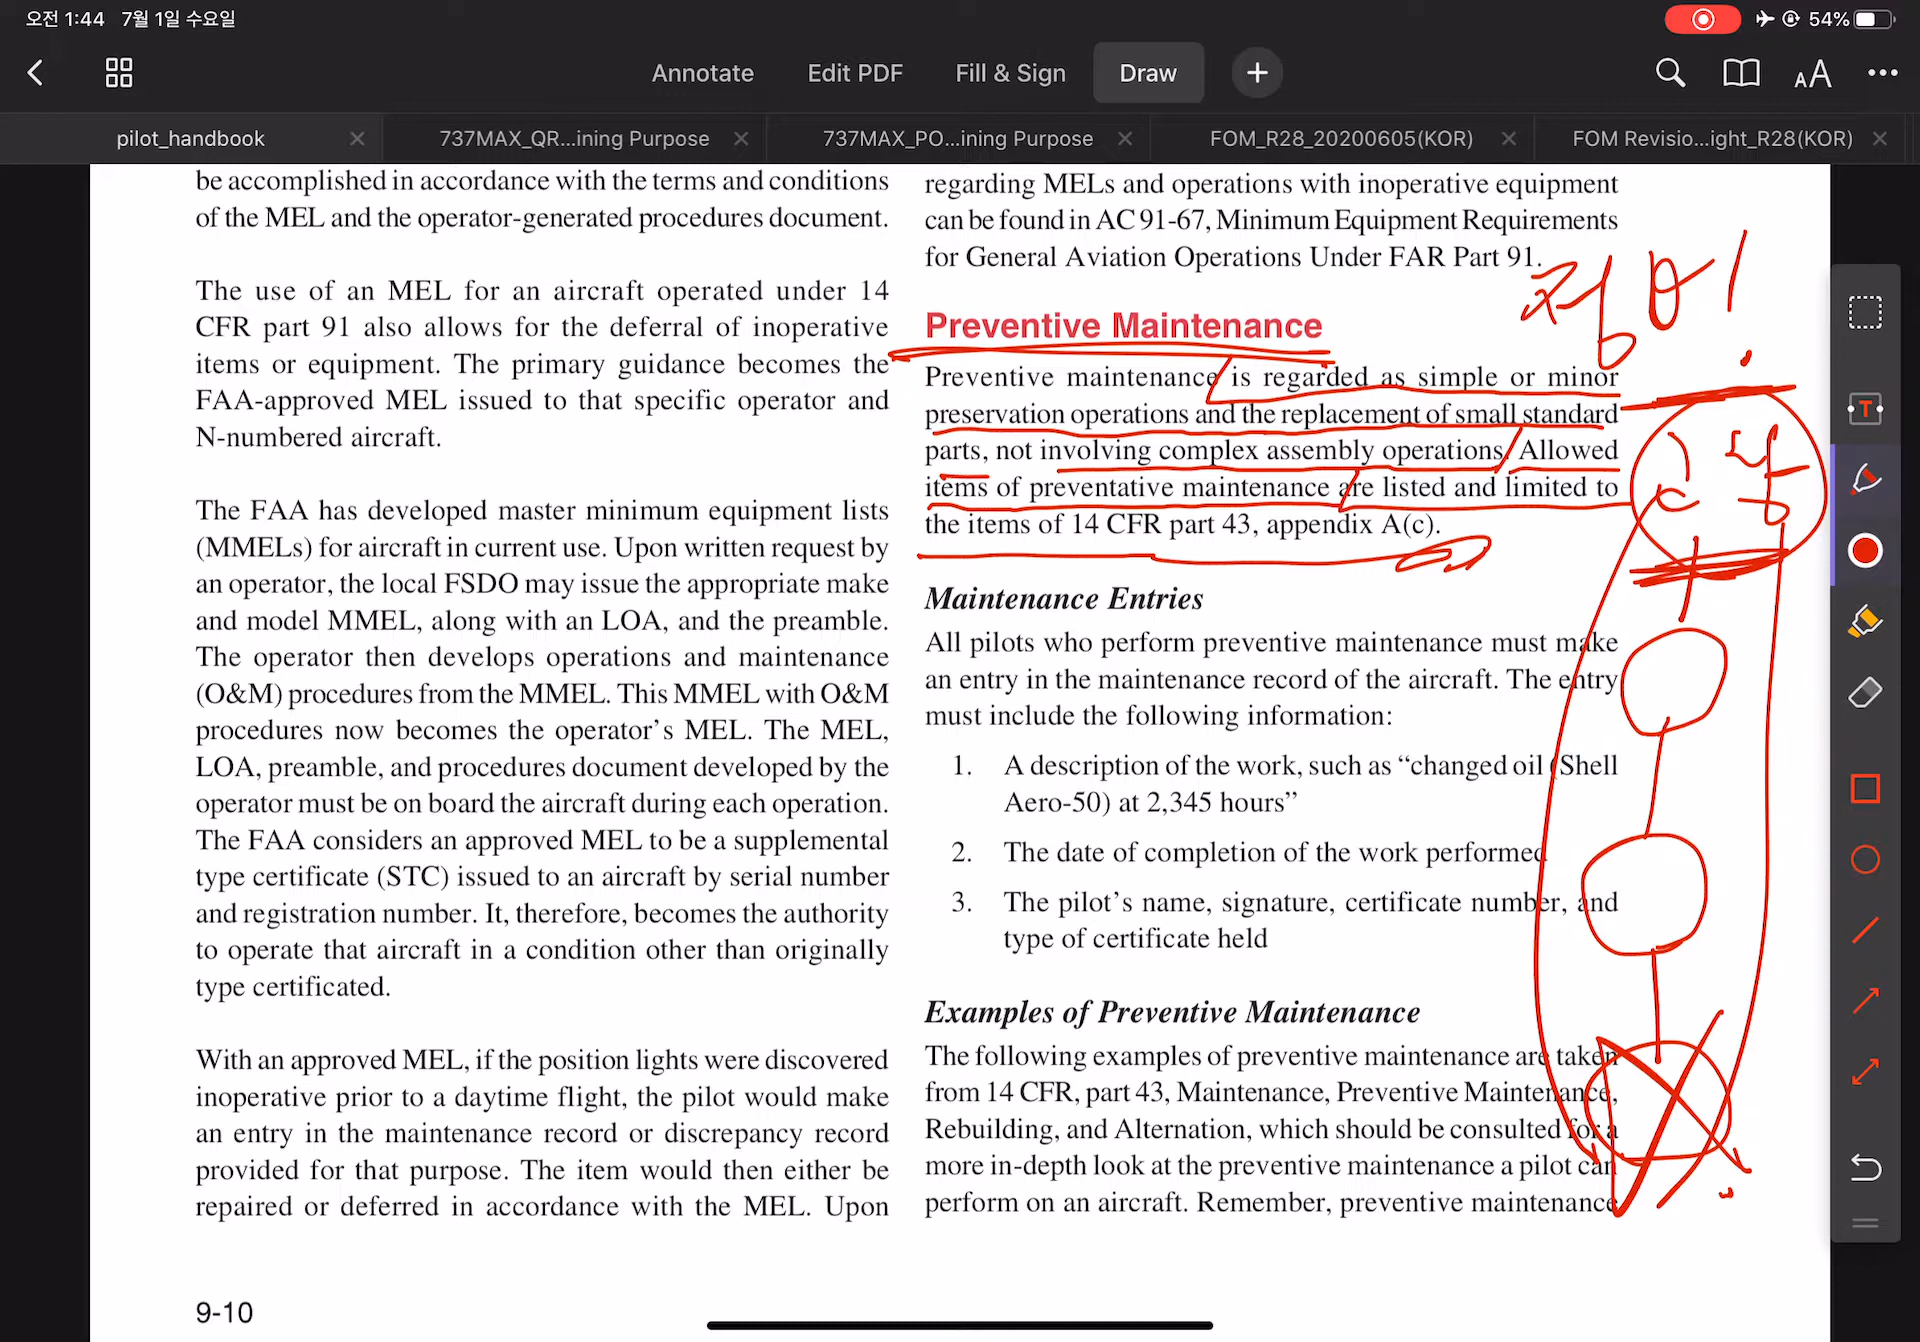 오전 1:44 7월 1일 수요일
54%
Annotate Edit PDF Fill & Sign Draw
AA
pilot_handbook 737MAX_QR...ining Purpose 737MAX_PO...ining Purpose FOM_R28_20200605(KOR) FOM Revisio...ight_R28(KOR)
be accomplished in accordance with the terms and conditions
of the MEL and the operator-generated procedures document.
The use of an MEL for an aircraft operated under 14
CFR part 91 also allows for the deferral of inoperative
items or equipment. The primary guidance becomes the
FAA-approved MEL issued to that specific operator and
N-numbered aircraft.
The FAA has developed master minimum equipment lists
(MMELs) for aircraft in current use. Upon written request by
an operator, the local FSDO may issue the appropriate make
and model MMEL, along with an LOA, and the preamble.
The operator then develops operations and maintenance
(O&M) procedures from the MMEL. This MMEL with O&M
procedures now becomes the operator’s MEL. The MEL,
LOA, preamble, and procedures document developed by the
operator must be on board the aircraft during each operation.
The FAA considers an approved MEL to be a supplemental
type certificate (STC) issued to an aircraft by serial number
and registration number. It, therefore, becomes the authority
to operate that aircraft in a condition other than originally
type certificated.
With an approved MEL, if the position lights were discovered
inoperative prior to a daytime flight, the pilot would make
an entry in the maintenance record or discrepancy record
provided for that purpose. The item would then either be
repaired or deferred in accordance with the MEL. Upon
9-10
regarding MELs and operations with inoperative equipment
can be found in AC 91-67, Minimum Equipment Requirements
for General Aviation Operations Under FAR Part 91.
Preventive Maintenance
Preventive maintenance is regarded as simple or minor
preservation operations and the replacement of small standard
parts, not involving complex assembly operations. Allowed
items of preventative maintenance are listed and limited to
the items of 14 CFR part 43, appendix A(c).
Maintenance Entries
All pilots who perform preventive maintenance must make
an entry in the maintenance record of the aircraft. The entry
must include the following information:
1. A description of the work, such as “changed oil (Shell
Aero-50) at 2,345 hours”
2. The date of completion of the work performed
3. The pilot’s name, signature, certificate number, and
type of certificate held
Examples of Preventive Maintenance
The following examples of preventive maintenance are taken
from 14 CFR, part 43, Maintenance, Preventive Maintenance,
Rebuilding, and Alternation, which should be consulted for a
more in-depth look at the preventive maintenance a pilot can
perform on an aircraft. Remember, preventive maintenance